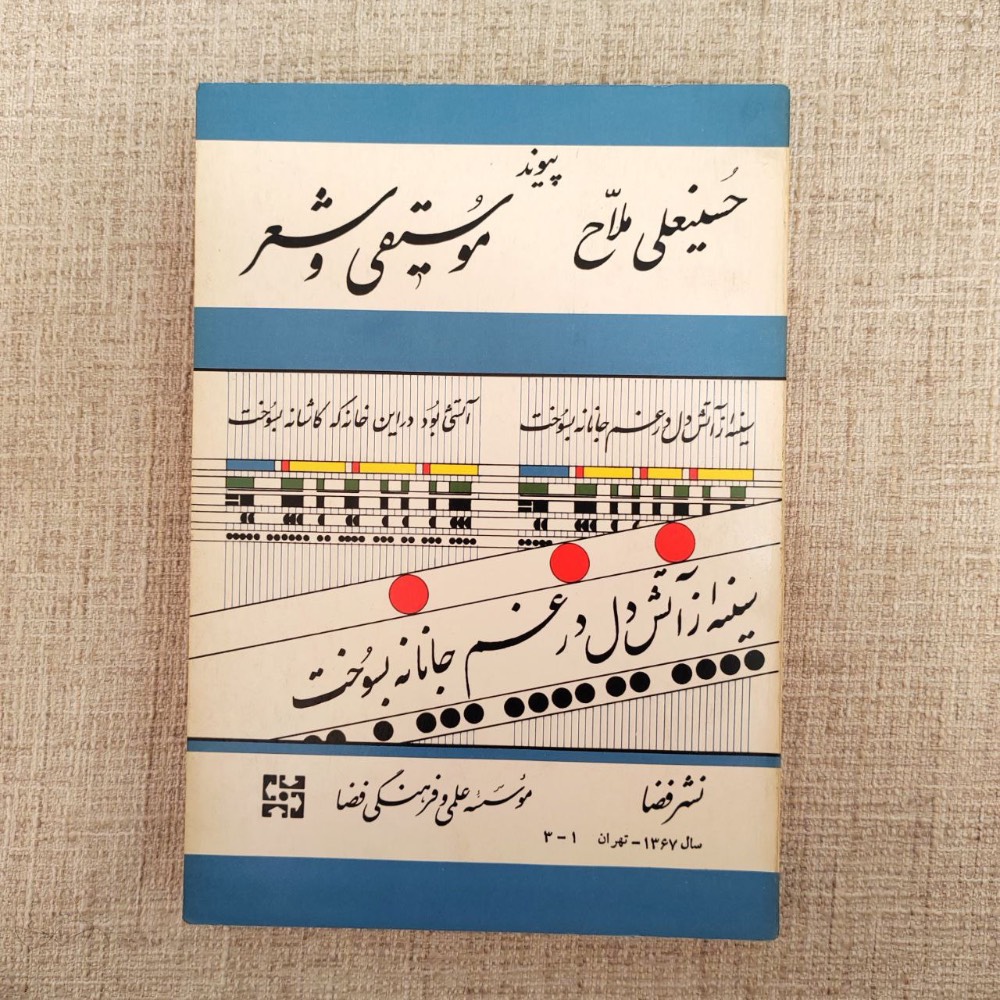 حسینعلی ملاّح
پیوند
موسیقی و شعر
سینه از آتش دل در غم جانانه بسوخت
آتشی بود در این خانه که کاشانه بسوخت
سینه از آتش دل در غم جانانه بسوخت
نشر فضا
موسسه علمی و فرهنگی فضا
سال ۱۳۶۷ - تهران ۱ - ۳